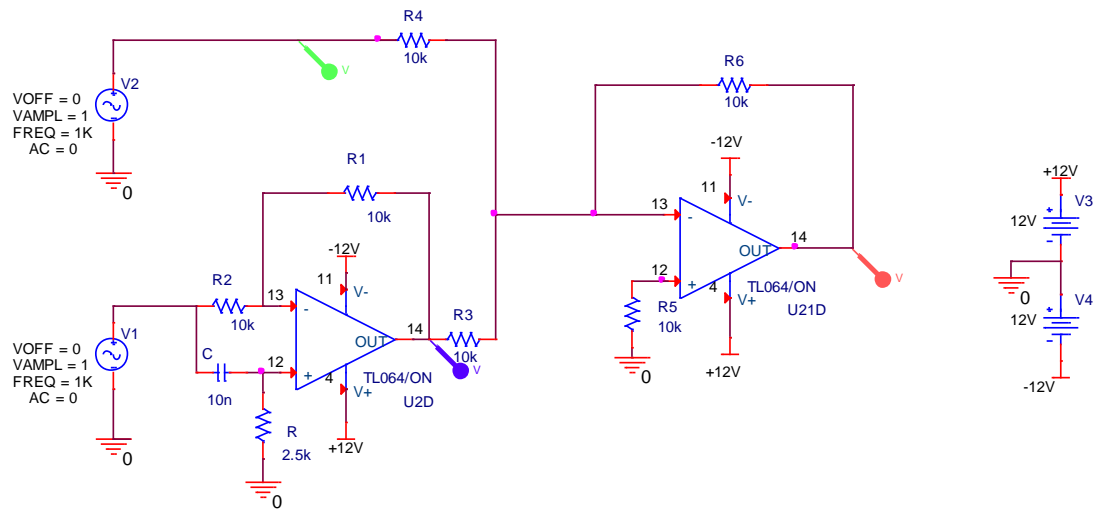 R4
10k
V
V2
VOFF = 0
VAMPL = 1
FREQ = 1K
AC = 0
0
R1
10k
R2
10k
-12V
11
V-
13
-
OUT
14
12
+
4
V+
TL064/ON
U2D
+12V
C
10n
R
2.5k
0
V1
VOFF = 0
VAMPL = 1
FREQ = 1K
AC = 0
0
R3
10k
V
R6
10k
-12V
11
V-
13
-
OUT
14
12
+
4
V+
TL064/ON
U21D
+12V
R5
10k
0
V
+12V
V3
12V
+
-
0
V4
12V
+
-
-12V